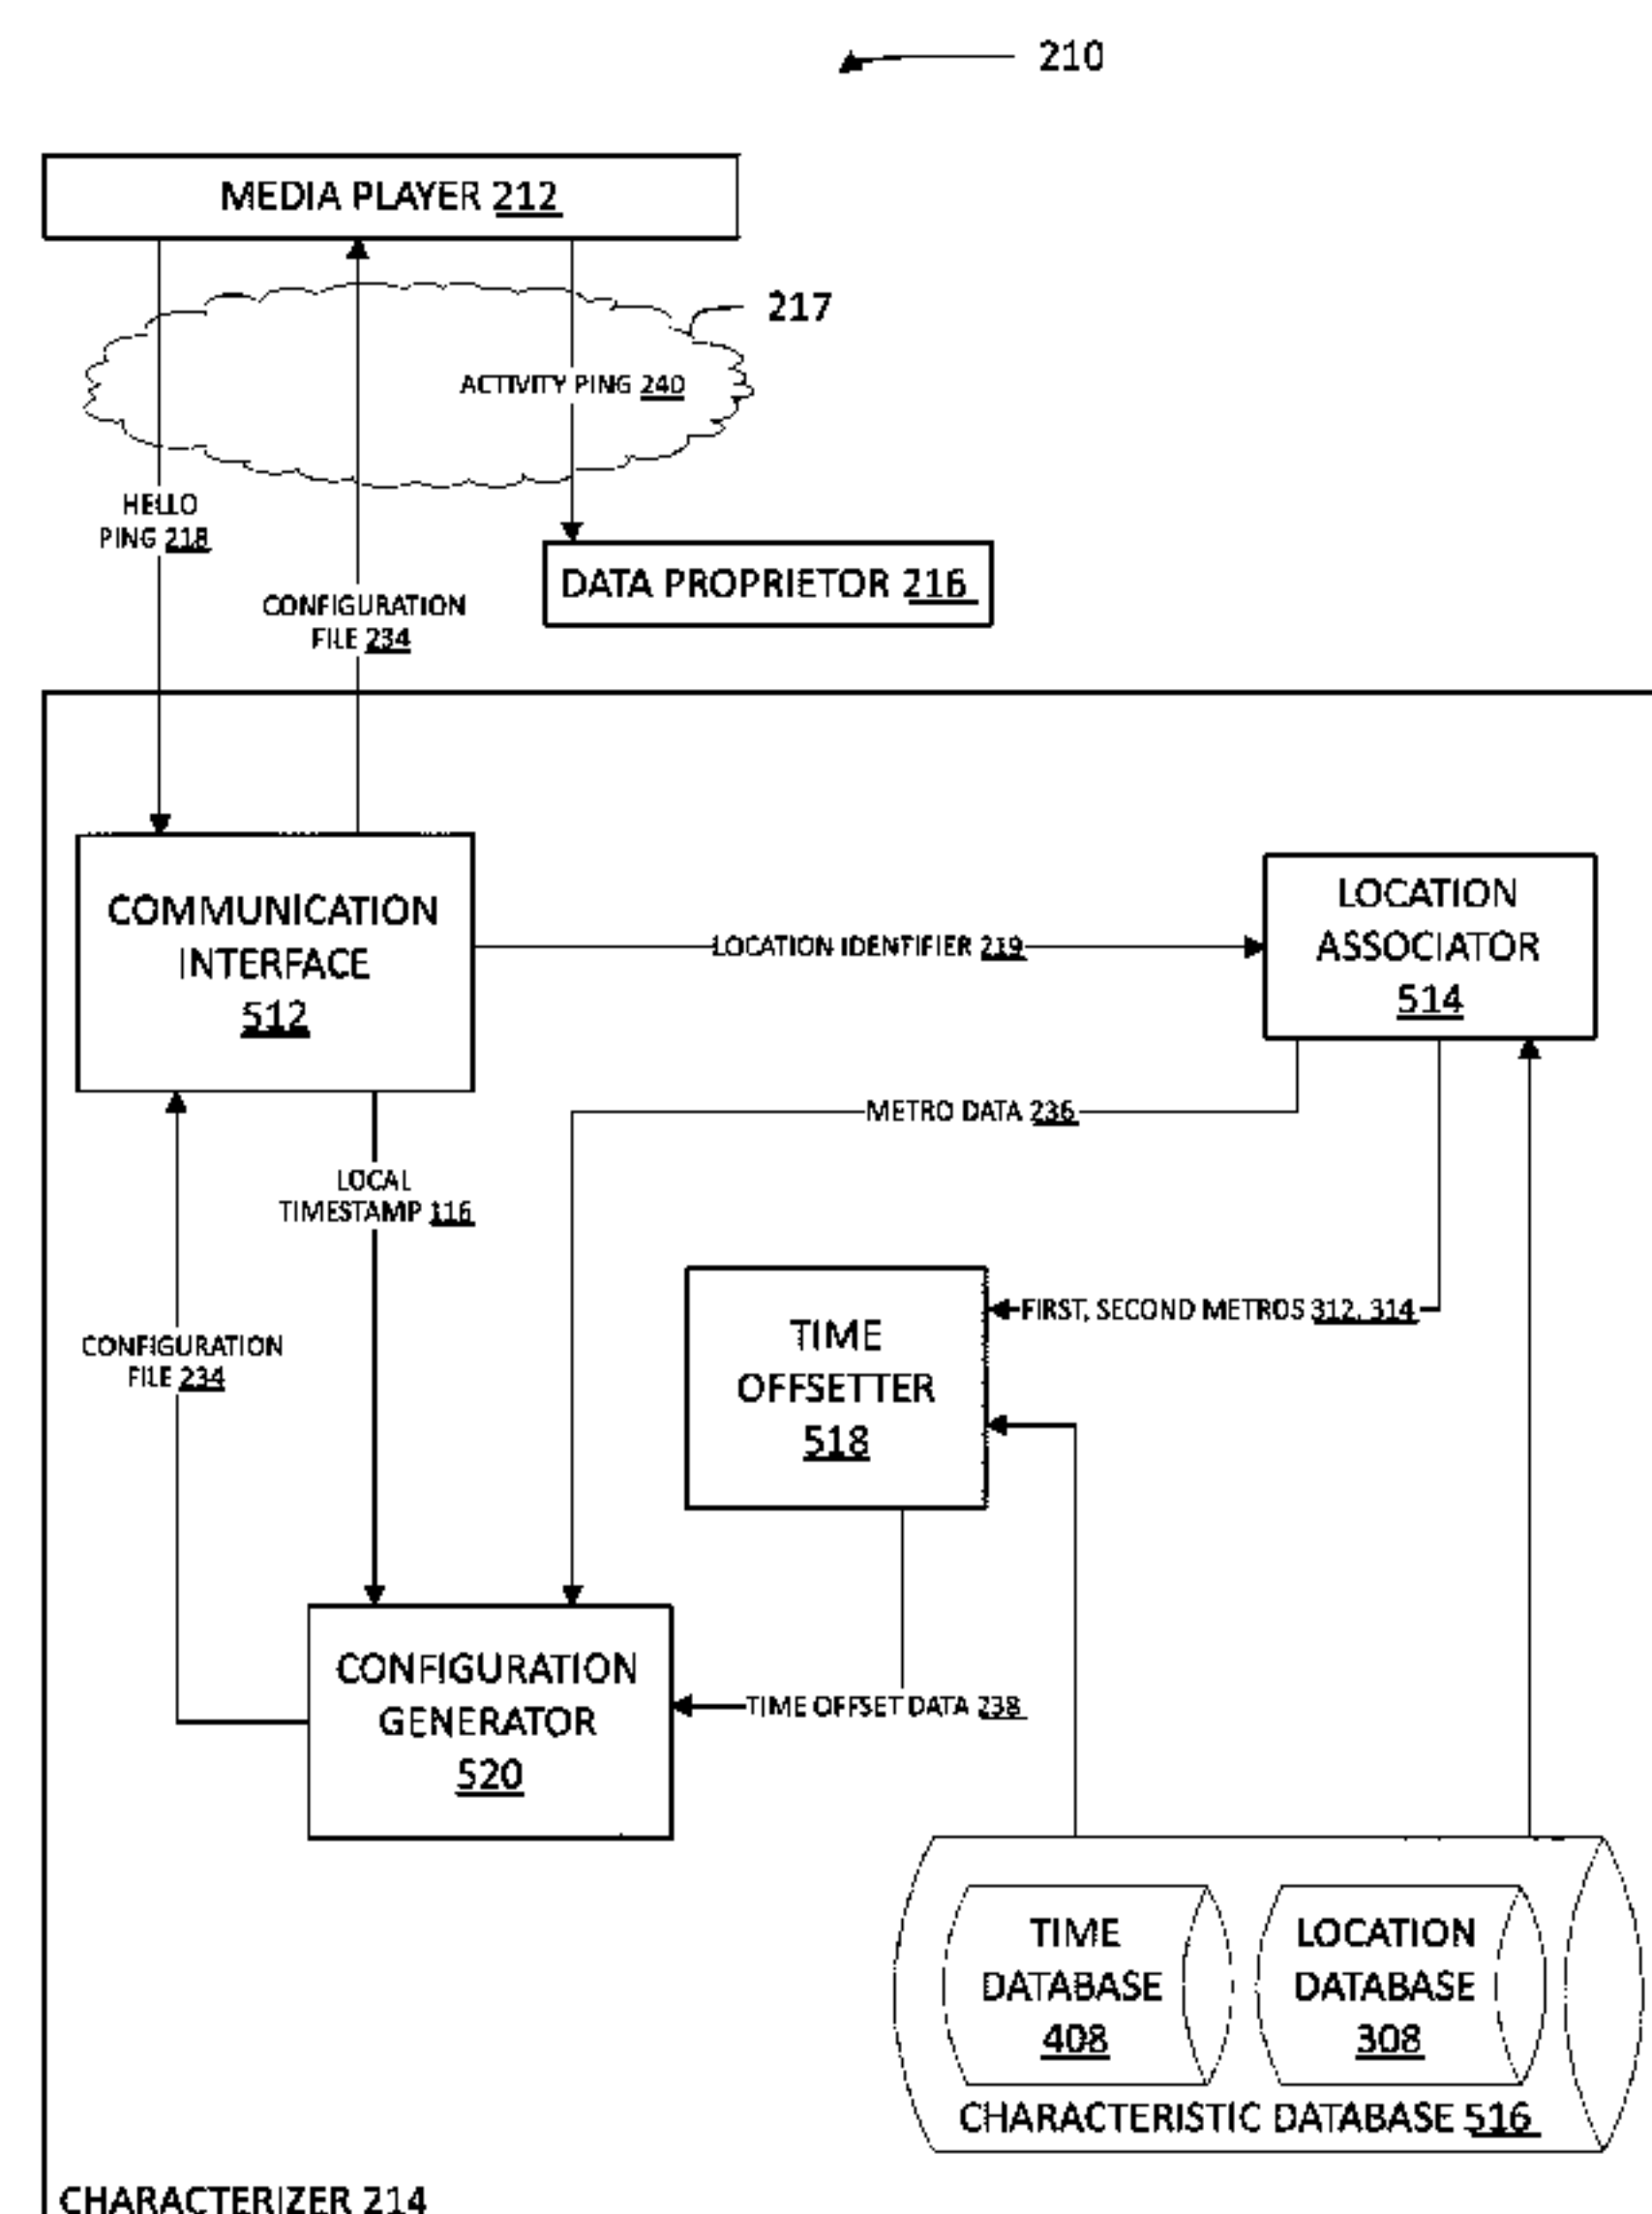 210
MEDIA PLAYER 212
217
ACTIVITY PING 240
HELLO
PING 218
DATA PROPRIETOR 216
CONFIGURATION
FILE 234
COMMUNICATION
INTERFACE
512
LOCATION IDENTIFIER 219
LOCATION
ASSOCIATOR
514
METRO DATA 236
LOCAL
TIMESTAMP 116
FIRST, SECOND METROS 312, 314
TIME
OFFSETTER
518
CONFIGURATION
FILE 234
CONFIGURATION
GENERATOR
520
TIME OFFSET DATA 238
TIME
DATABASE
408
LOCATION
DATABASE
308
CHARACTERISTIC DATABASE 516
CHARACTERIZER 214